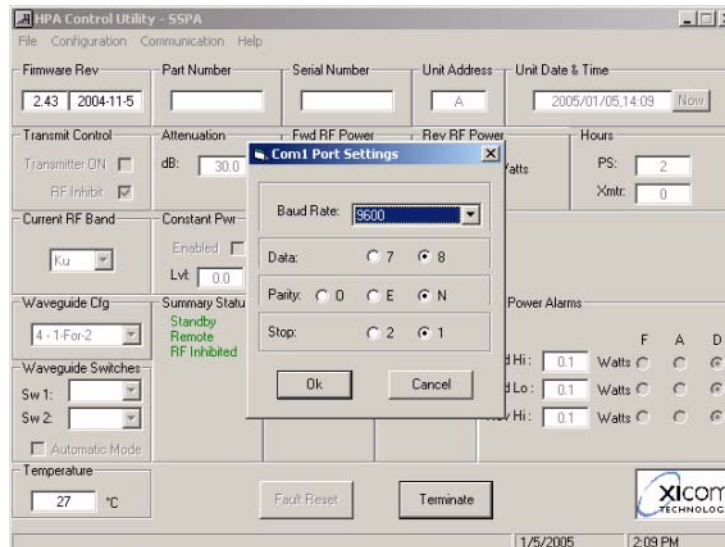 HPA Control Utility - SSPA
File Configuration Communication Help
Firmware Rev
2.43 2004-11-5
Part Number
Serial Number
Unit Address
A
Unit Date & Time
2005/01/05,14:09 Now
Transmit Control
Transmitter ON
RF Inhibit
Attenuation
dB: 30.0
Fwd RF Power
Rev RF Power
Watts
Hours
PS: 2
Xmtr: 0
Com1 Port Settings
Baud Rate: 9600
Data: 7 8
Parity: O E N
Stop: 2 1
Ok Cancel
Current RF Band
Ku
Constant Pwr
Enabled
Lvl: 0.0
Waveguide Cfg
4 - 1-For-2
Summary Statu
Standby
Remote
RF Inhibited
Power Alarms
F A D
d Hi: 0.1 Watts
d Lo: 0.1 Watts
v Hi: 0.1 Watts
Waveguide Switches
Sw 1:
Sw 2:
Automatic Mode
Temperature
27 °C
Fault Reset
Terminate
XICOM
TECHNOLOG
1/5/2005 2:09 PM